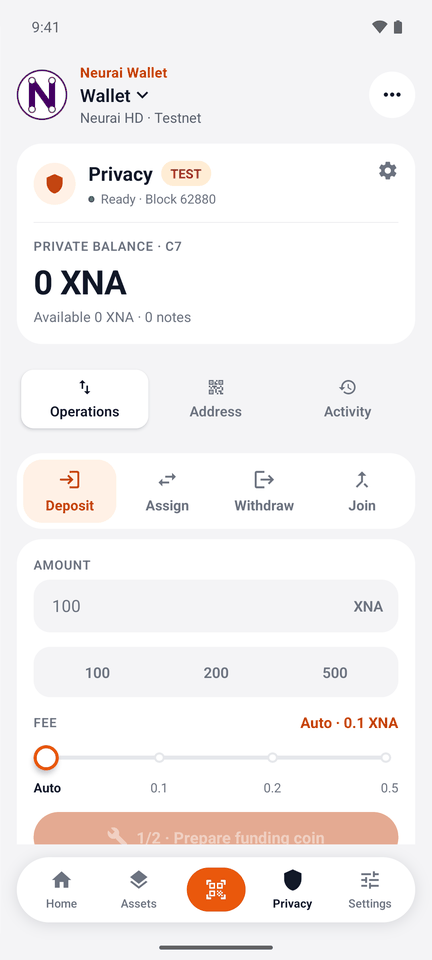 9:41
Neurai Wallet
Wallet
Neurai HD · Testnet
Privacy TEST
Ready · Block 62880
PRIVATE BALANCE · C7
0 XNA
Available 0 XNA · 0 notes
Operations Address Activity
Deposit Assign Withdraw Join
AMOUNT
100 XNA
100 200 500
FEE Auto · 0.1 XNA
Auto 0.1 0.2 0.5
1/2 · Prepare funding coin
Home Assets Privacy Settings